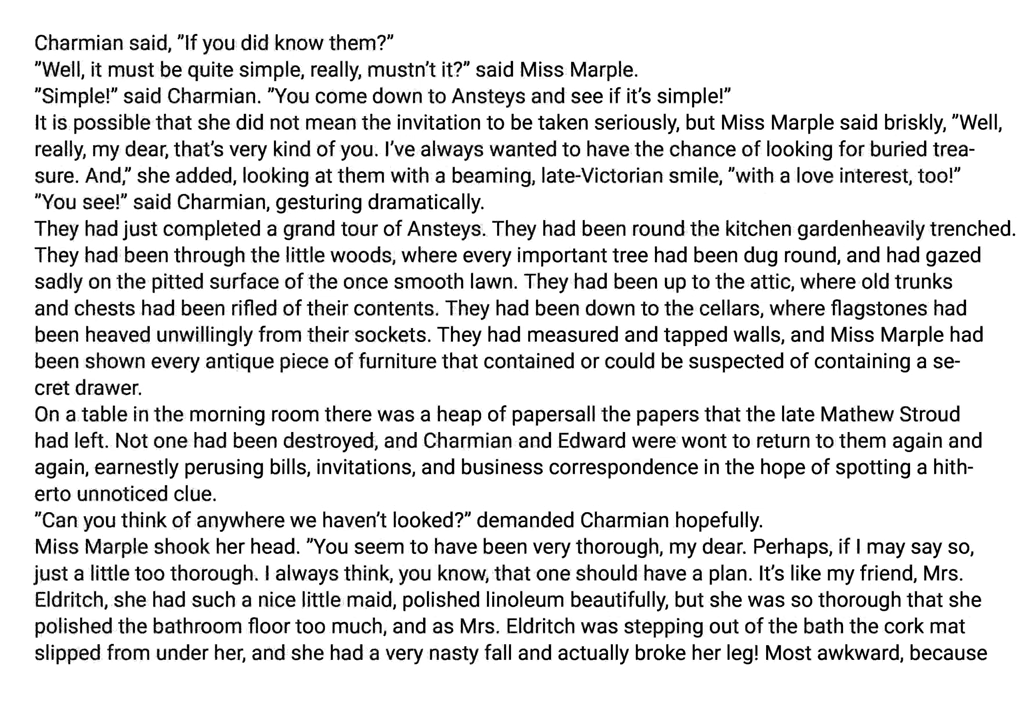 Charmian said, ”If you did know them?”
”Well, it must be quite simple, really, mustn’t it?” said Miss Marple.
”Simple!” said Charmian. ”You come down to Ansteys and see if it’s simple!”
It is possible that she did not mean the invitation to be taken seriously, but Miss Marple said briskly, ”Well,
really, my dear, that’s very kind of you. I’ve always wanted to have the chance of looking for buried trea-
sure. And,” she added, looking at them with a beaming, late-Victorian smile, ”with a love interest, too!”
”You see!” said Charmian, gesturing dramatically.
They had just completed a grand tour of Ansteys. They had been round the kitchen gardenheavily trenched.
They had been through the little woods, where every important tree had been dug round, and had gazed
sadly on the pitted surface of the once smooth lawn. They had been up to the attic, where old trunks
and chests had been rifled of their contents. They had been down to the cellars, where flagstones had
been heaved unwillingly from their sockets. They had measured and tapped walls, and Miss Marple had
been shown every antique piece of furniture that contained or could be suspected of containing a se-
cret drawer.
On a table in the morning room there was a heap of papersall the papers that the late Mathew Stroud
had left. Not one had been destroyed, and Charmian and Edward were wont to return to them again and
again, earnestly perusing bills, invitations, and business correspondence in the hope of spotting a hith-
erto unnoticed clue.
”Can you think of anywhere we haven’t looked?” demanded Charmian hopefully.
Miss Marple shook her head. ”You seem to have been very thorough, my dear. Perhaps, if I may say so,
just a little too thorough. I always think, you know, that one should have a plan. It’s like my friend, Mrs.
Eldritch, she had such a nice little maid, polished linoleum beautifully, but she was so thorough that she
polished the bathroom floor too much, and as Mrs. Eldritch was stepping out of the bath the cork mat
slipped from under her, and she had a very nasty fall and actually broke her leg! Most awkward, because